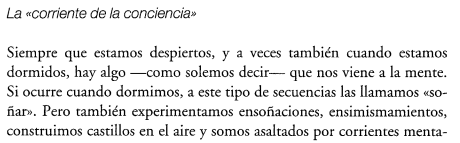 La «corriente de la conciencia»
Siempre que estamos despiertos, y a veces también cuando estamos
dormidos, hay algo —como solemos decir— que nos viene a la mente.
Si ocurre cuando dormimos, a este tipo de secuencias las llamamos «so-
ñar». Pero también experimentamos ensoñaciones, ensimismamientos,
construimos castillos en el aire y somos asaltados por corrientes menta-